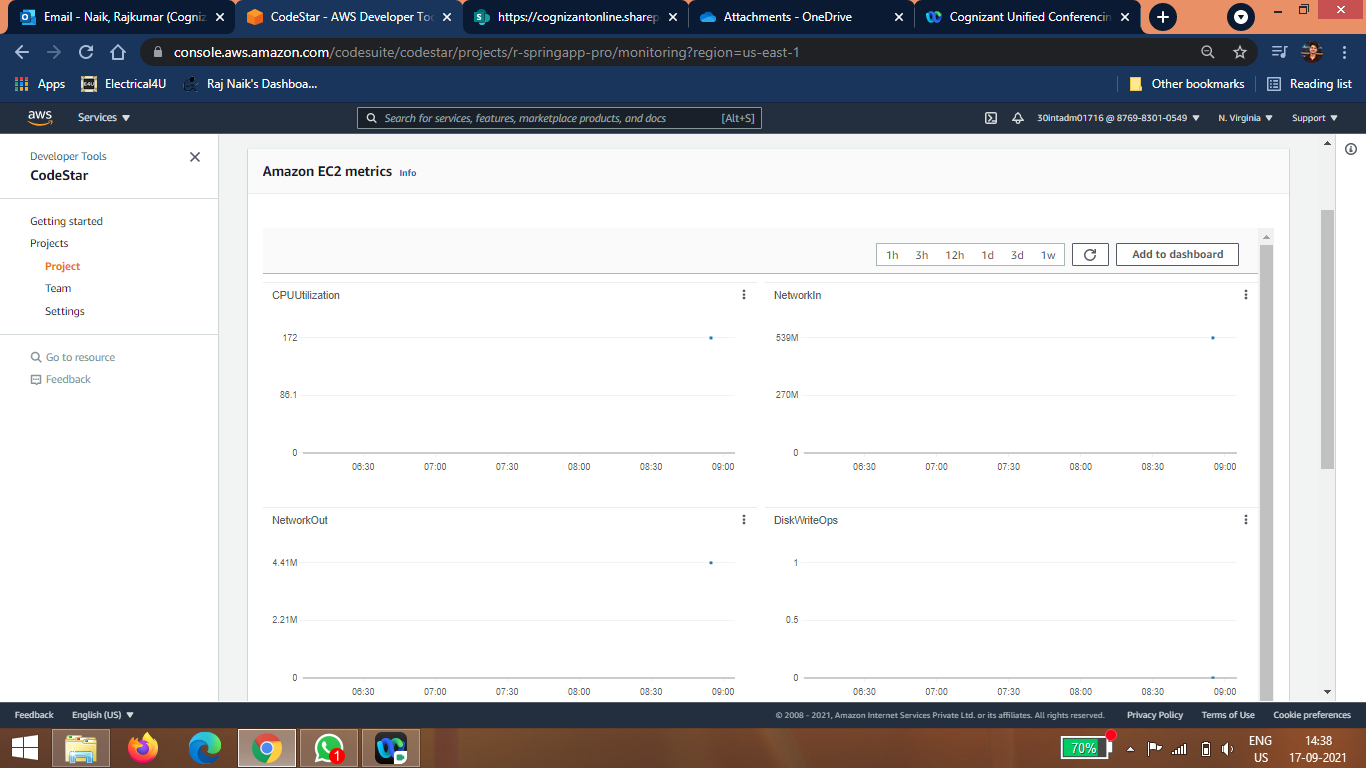 Email - Naik, Rajkumar (Cogniz
CodeStar - AWS Developer Too
https://cognizantonline.sharep
Attachments - OneDrive
Cognizant Unified Conferencin
console.aws.amazon.com/codesuite/codestar/projects/r-springapp-pro/monitoring?region=us-east-1
Apps
E4U
Electrical4U
Raj Naik's Dashboa...
Other bookmarks
Reading list
aws
Services
Search for services, features, marketplace products, and docs
[Alt+S]
30intadm01716 @ 8769-8301-0549
N. Virginia
Support
Developer Tools
CodeStar
Getting started
Projects
Project
Team
Settings
Go to resource
Feedback
Amazon EC2 metrics Info
1h 3h 12h 1d 3d 1w
Add to dashboard
CPUUtilization
172
86.1
0
06:30 07:00 07:30 08:00 08:30 09:00
NetworkIn
539M
270M
0
06:30 07:00 07:30 08:00 08:30 09:00
NetworkOut
4.41M
2.21M
0
06:30 07:00 07:30 08:00 08:30 09:00
DiskWriteOps
1
0.5
0
06:30 07:00 07:30 08:00 08:30 09:00
Feedback
English (US)
© 2008 - 2021, Amazon Internet Services Private Ltd. or its affiliates. All rights reserved.
Privacy Policy
Terms of Use
Cookie preferences
1
70%
ENG
US
14:38
17-09-2021